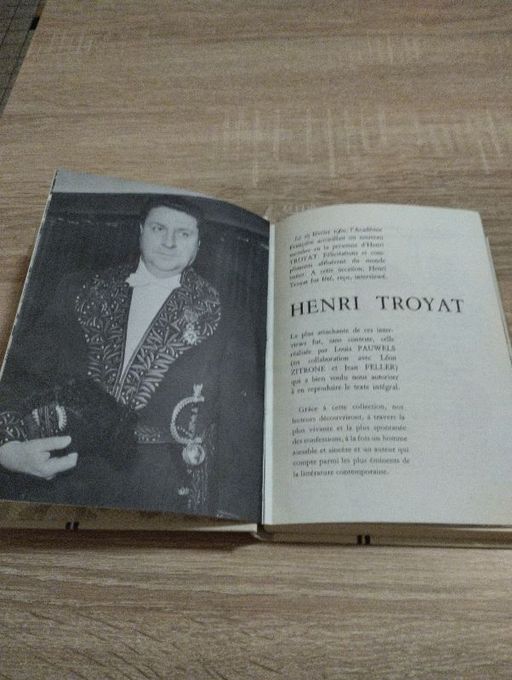 Le 25 février 1960, l'Académie
Française accueillait un nouveau
membre en la personne d'Henri
TROYAT. Félicitations et com-
pliments affluèrent du monde
entier. A cette occasion, Henri
Troyat fut fêté, reçu, interviewé.
HENRI TROYAT
La plus attachante de ces inter-
views fut, sans conteste, celle
réalisée par Louis PAUWELS
(en collaboration avec Léon
ZITRONE et Jean FELLER)
qui a bien voulu nous autoriser
à en reproduire le texte intégral.
Grâce à cette collection, nos
lecteurs découvriront, à travers la
plus vivante et la plus spontanée
des confessions, à la fois un homme
sensible et sincère et un auteur qui
compte parmi les plus éminents de
la littérature contemporaine.